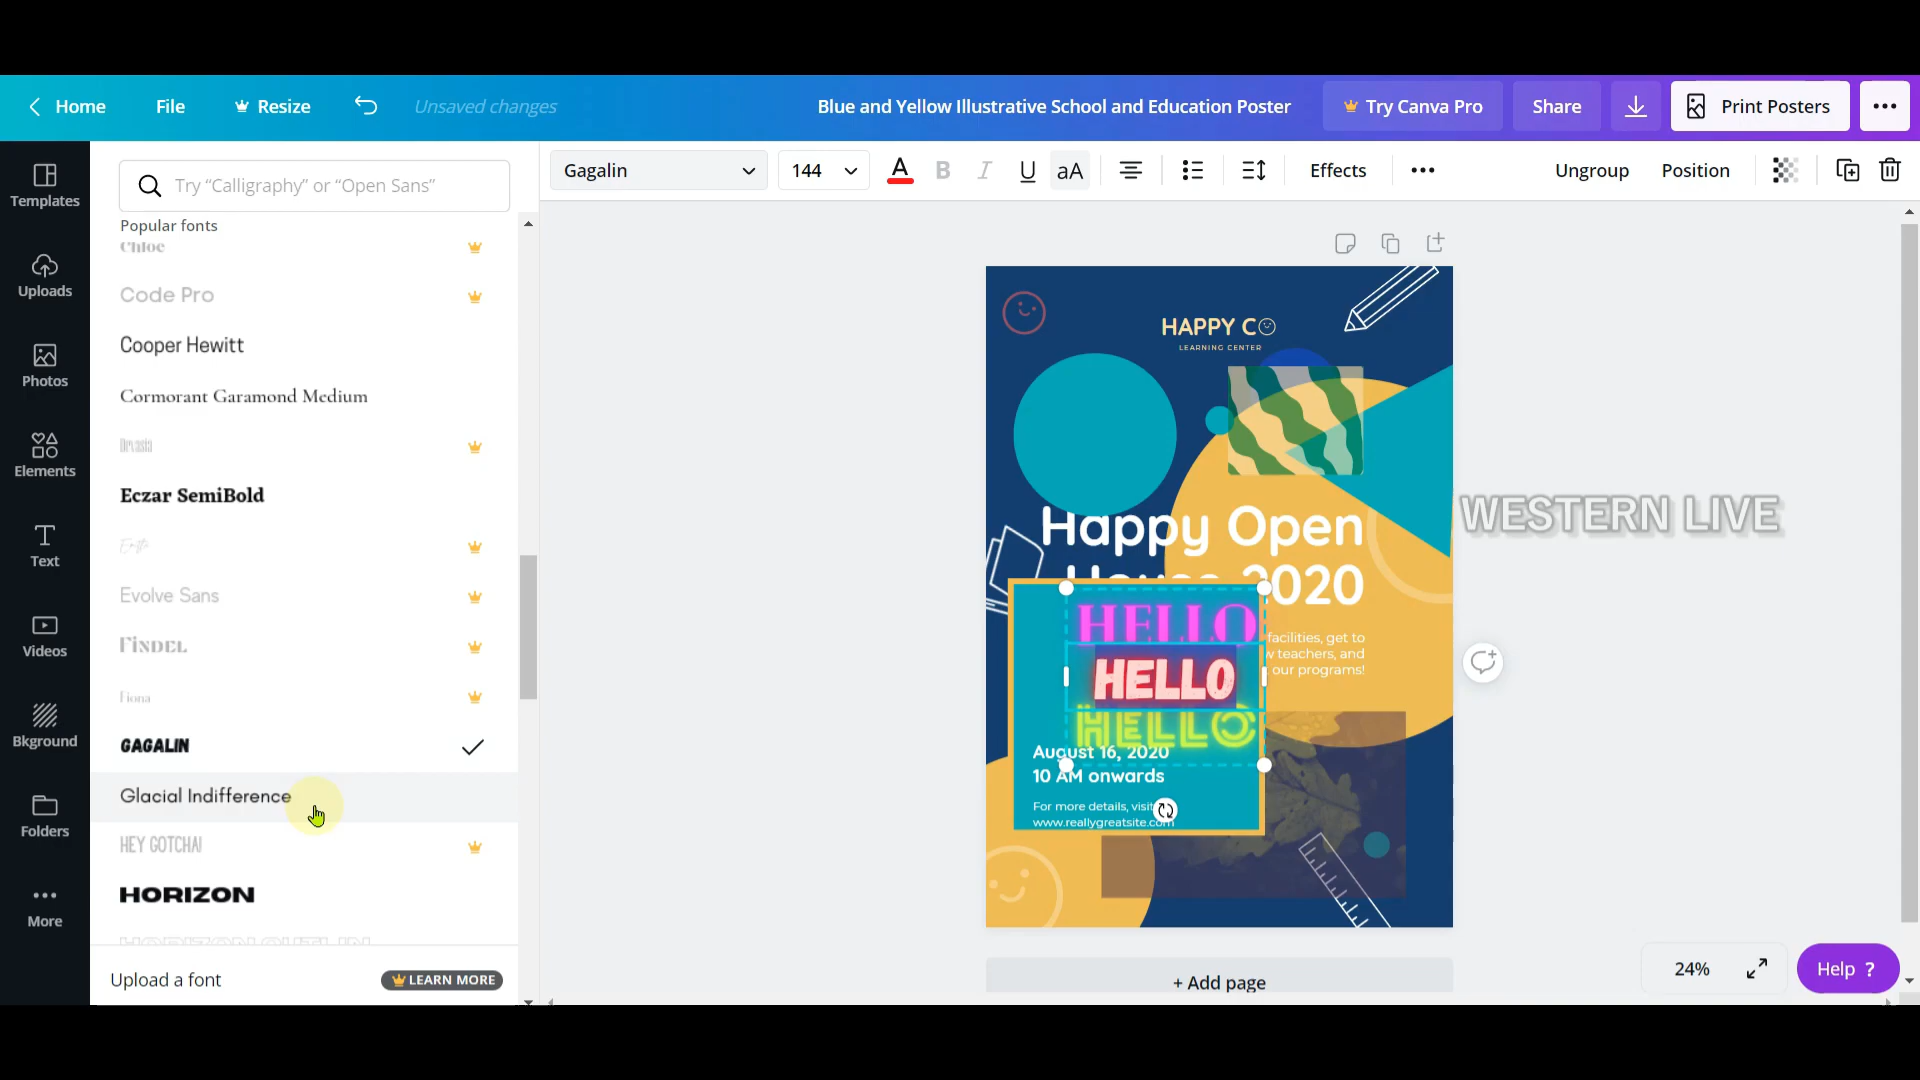 Home
File
Resize
Unsaved changes
Blue and Yellow Illustrative School and Education Poster
Try Canva Pro
Share
Print Posters
Templates
Uploads
Photos
Elements
Text
Videos
Bkground
Folders
More
Try “Calligraphy” or “Open Sans”
Popular fonts
Chloe
Code Pro
Cooper Hewitt
Cormorant Garamond Medium
Eczar SemiBold
Evolve Sans
FINDEL
Fiona
GAGALIN
Glacial Indifference
HEY GOTCHA!
HORIZON
Upload a font
LEARN MORE
Gagalin
144
A
B
I
U
aA
Effects
Ungroup
Position
HAPPY CO
LEARNING CENTER
Happy Open
House 2020
facilities, get to
teachers, and
our programs!
HELLO
HELLO
HELLO
August 16, 2020
10 AM onwards
For more details, visit
www.reallygreatsite.com
WESTERN LIVE
+ Add page
24%
Help ?